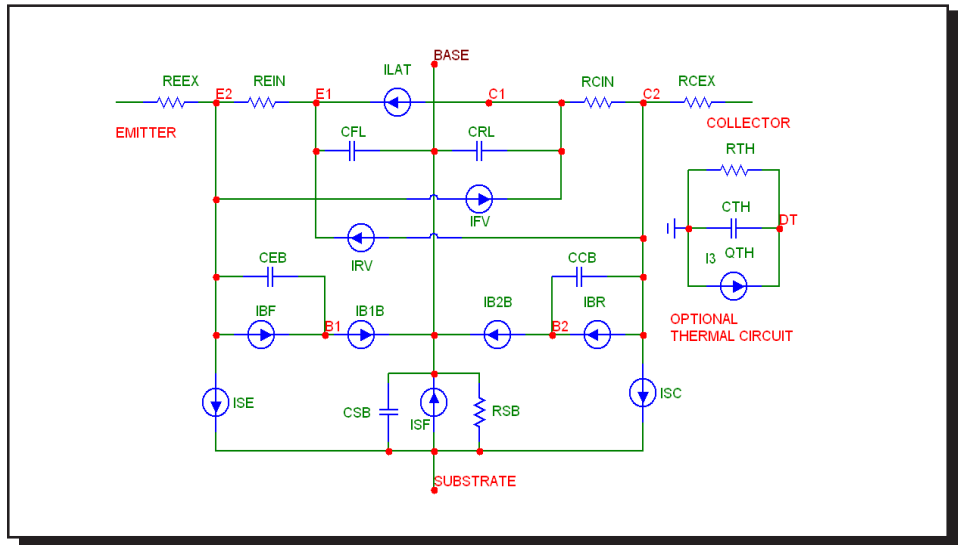 BASE
ILAT
REEX
REIN
RCIN
RCEX
E2
E1
C1
C2
EMITTER
COLLECTOR
CFL
CRL
RTH
IFV
CTH
DT
IRV
I3
QTH
CEB
CCB
IBF
B1
IB1B
IB2B
B2
IBR
OPTIONAL
THERMAL CIRCUIT
ISE
CSB
ISF
RSB
ISC
SUBSTRATE